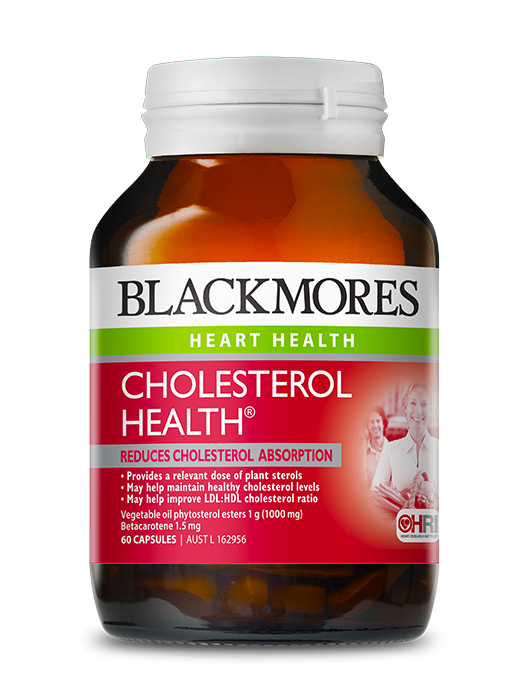 BLACKMORES
HEART HEALTH
CHOLESTEROL
HEALTH®
REDUCES CHOLESTEROL ABSORPTION
• Provides a relevant dose of plant sterols
• May help maintain healthy cholesterol levels
• May help improve LDL:HDL cholesterol ratio
Vegetable oil phytosterol esters 1 g (1000 mg)
Betacarotene 1.5 mg
60 CAPSULES | AUST L 162956
HRI
HEART RESEARCH